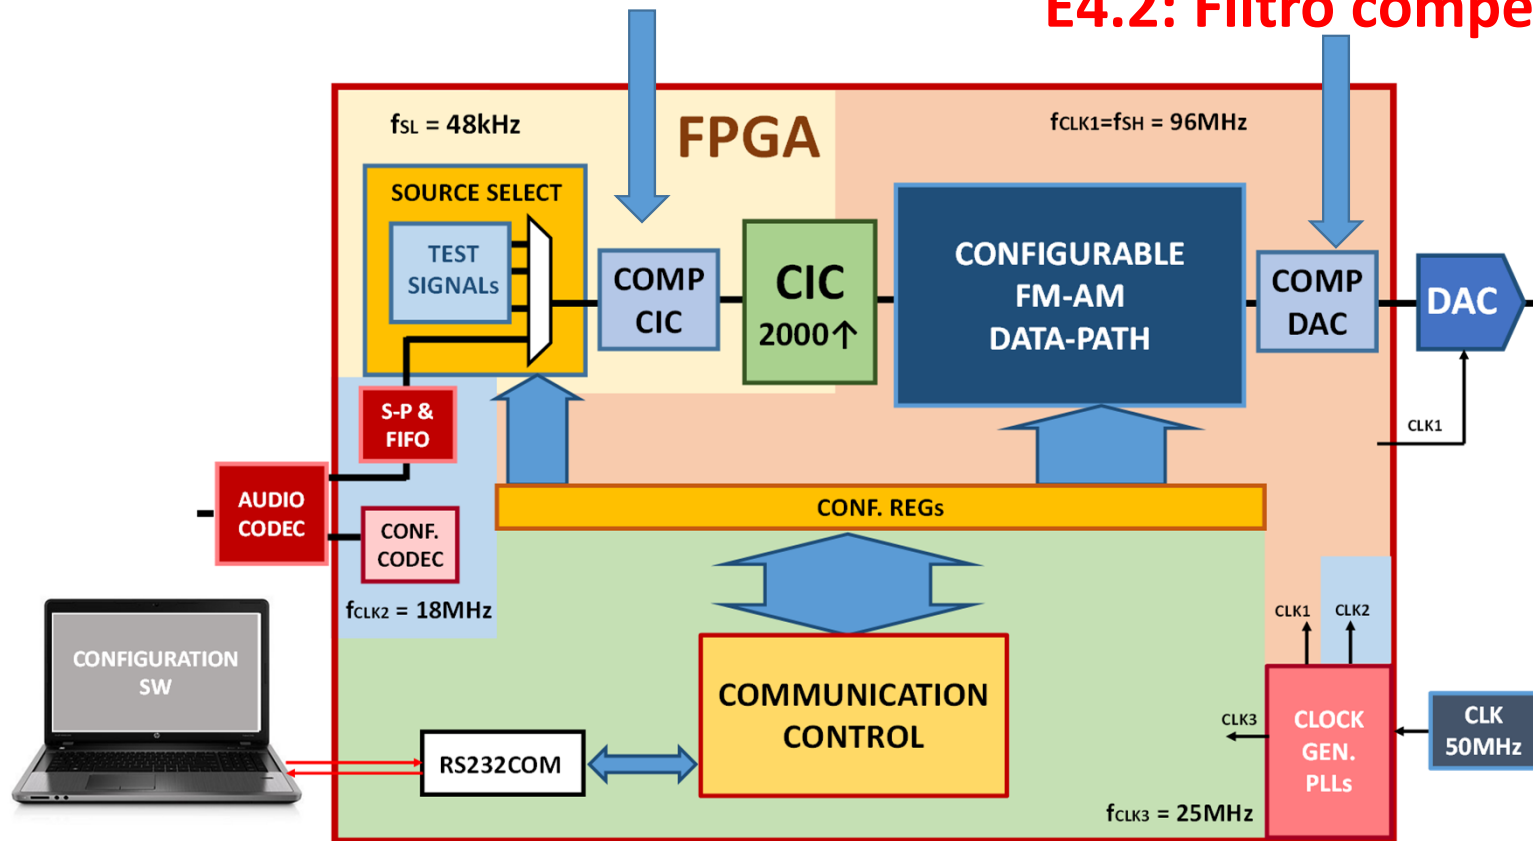 E4.2: Filtro compe
fSL = 48kHz
FPGA
fCLK1=fSH = 96MHz
SOURCE SELECT
TEST
SIGNALs
COMP
CIC
CIC
2000↑
CONFIGURABLE
FM-AM
DATA-PATH
COMP
DAC
DAC
S-P &
FIFO
CLK1
AUDIO
CODEC
CONF.
CODEC
CONF. REGs
fCLK2 = 18MHz
CLK1
CLK2
CONFIGURATION
SW
COMMUNICATION
CONTROL
CLK3
CLOCK
GEN.
PLLs
CLK
50MHz
RS232COM
fCLK3 = 25MHz